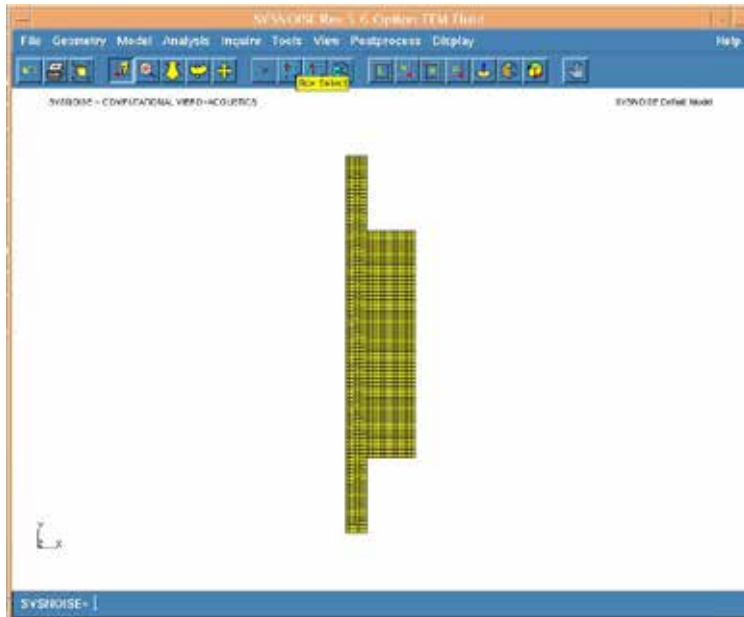 SYSNOISE Rev 5.6 Option FEM Fluid
File Geometry Model Analysis Inquire Tools View Postprocess Display Help
Box Select
SYSNOISE - COMPUTATIONAL VIBRO-ACOUSTICS
SYSNOISE Default Model
Y
Z X
SYSNOISE>